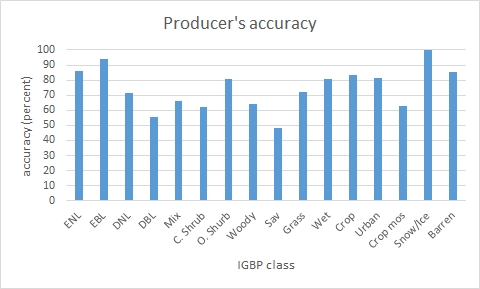 Producer's accuracy
accuracy (percent)
100
90
80
70
60
50
40
30
20
10
0
ENL
EBL
DNL
DBL
Mix
C. Shrub
O. Shurb
Woody
Sav
Grass
Wet
Crop
Urban
Crop mos
Snow/Ice
Barren
IGBP class